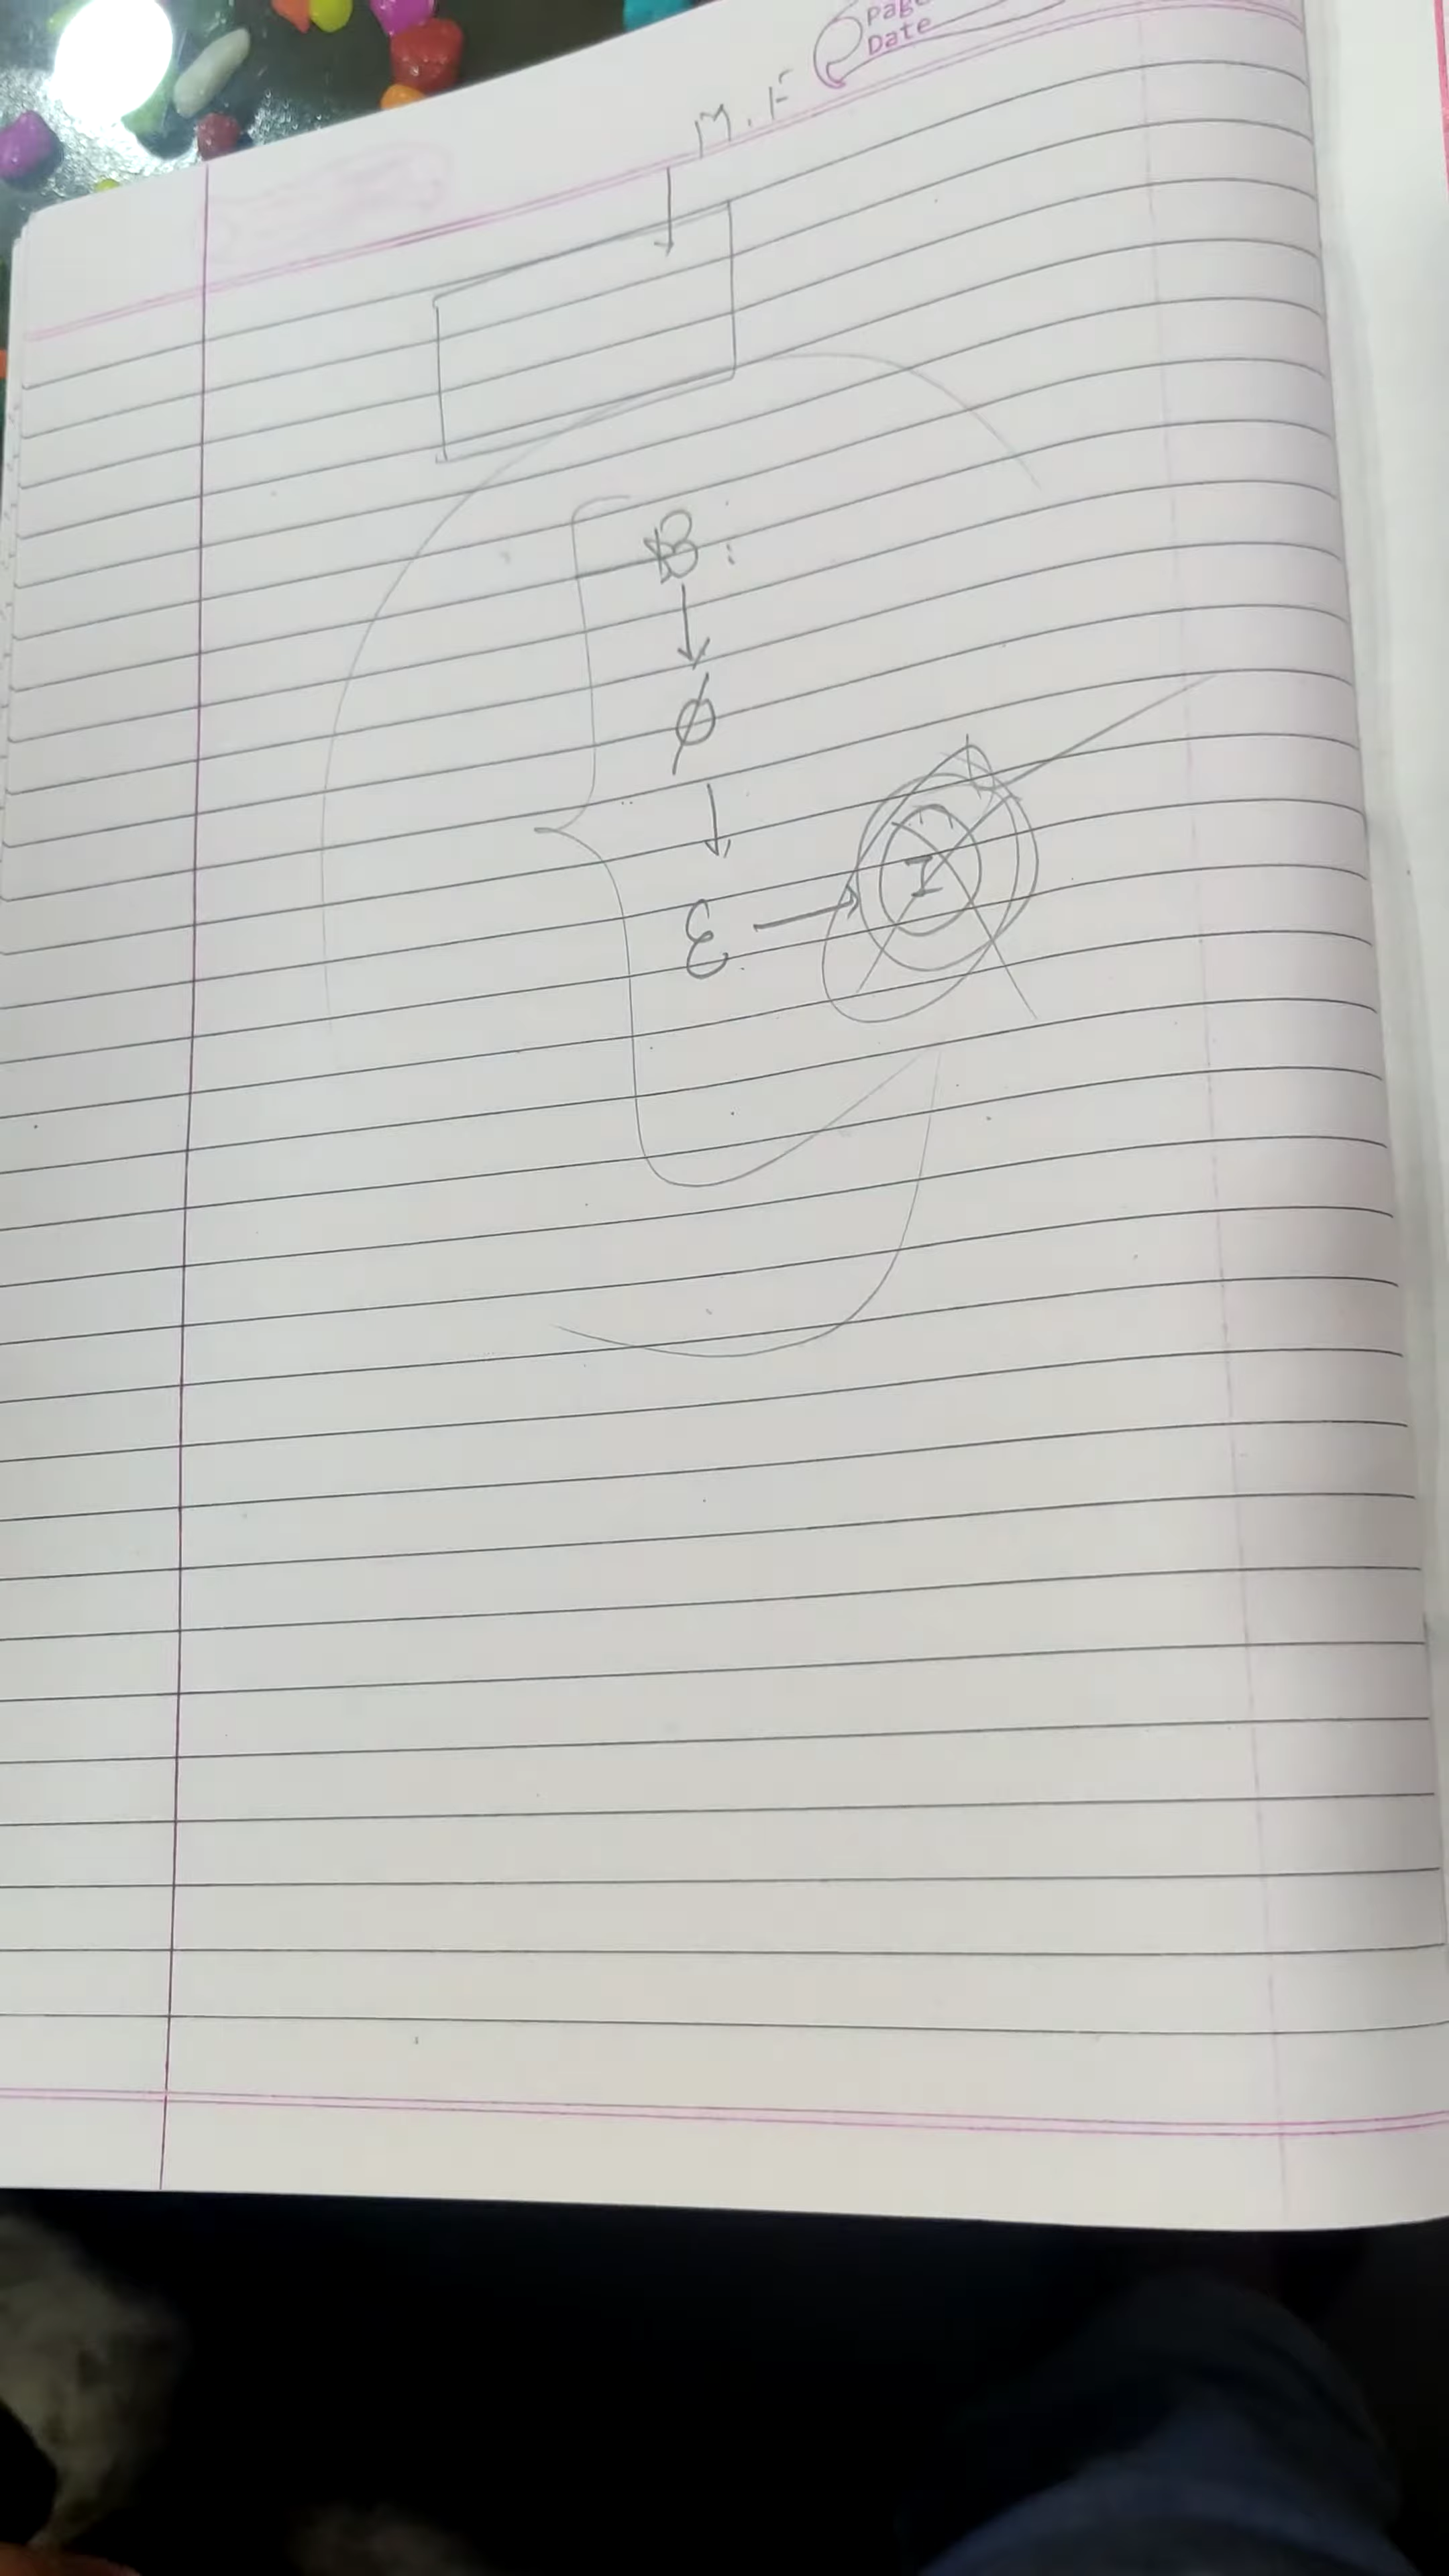 Page
Date
M.F
B
↓
φ
↓
ε → I